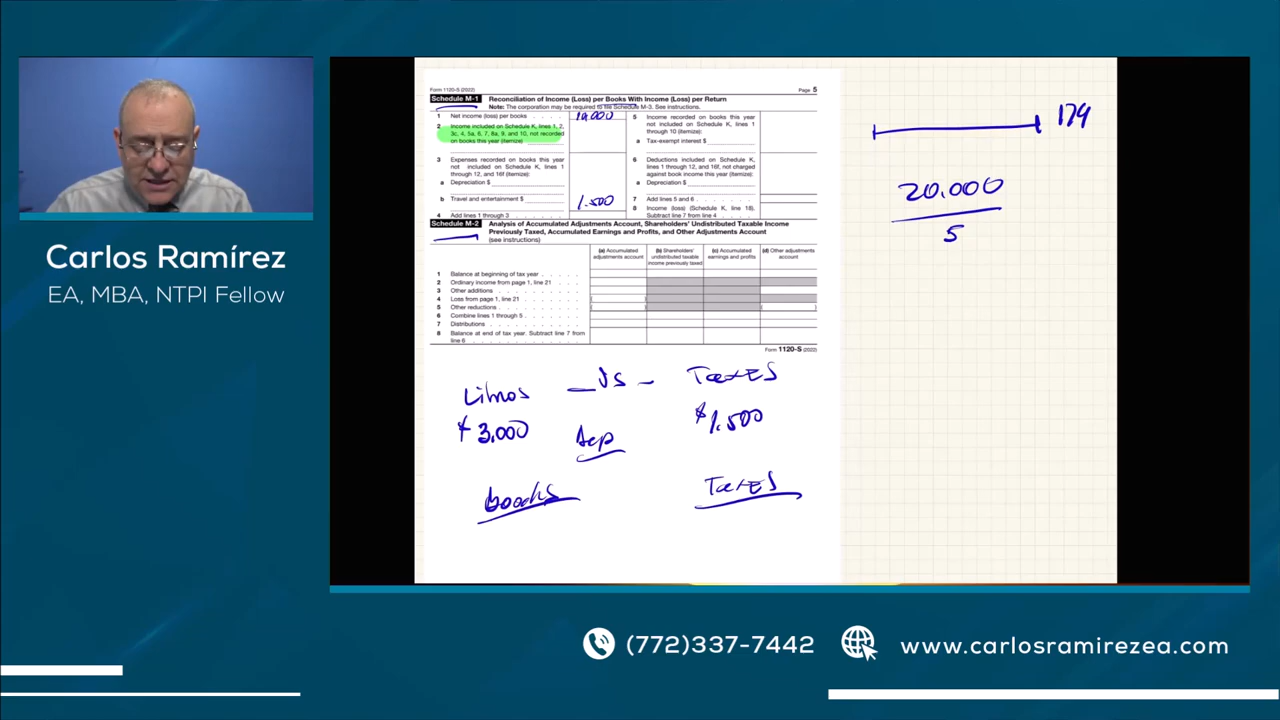 Carlos Ramírez
EA, MBA, NTPI Fellow
Form 1120-S (2022)
Page 5
Schedule M-1 Reconciliation of Income (Loss) per Books With Income (Loss) per Return
Note: The corporation may be required to file Schedule M-3. See instructions.
1 Net income (loss) per books . . . . 10.000
2 Income included on Schedule K, lines 1, 2,
3c, 4, 5a, 6, 7, 8a, 9, and 10, not recorded
on books this year (itemize)
3 Expenses recorded on books this year
not included on Schedule K, lines 1
through 12, and 16f (itemize):
a Depreciation $
b Travel and entertainment $
1.500
4 Add lines 1 through 3
5 Income recorded on books this year
not included on Schedule K, lines 1
through 10 (itemize):
a Tax-exempt interest $
6 Deductions included on Schedule K,
lines 1 through 12, and 16f, not charged
against book income this year (itemize):
a Depreciation $
7 Add lines 5 and 6 . . . . .
8 Income (loss) (Schedule K, line 18).
Subtract line 7 from line 4
Schedule M-2 Analysis of Accumulated Adjustments Account, Shareholders' Undistributed Taxable Income
Previously Taxed, Accumulated Earnings and Profits, and Other Adjustments Account
(see instructions)
(a) Accumulated
adjustments account
(b) Shareholders'
undistributed taxable
income previously taxed
(c) Accumulated
earnings and profits
(d) Other adjustments
account
1 Balance at beginning of tax year . . . . .
2 Ordinary income from page 1, line 21 . . .
3 Other additions . . . . . . . . .
4 Loss from page 1, line 21 . . . . . .
5 Other reductions . . . . . . . .
6 Combine lines 1 through 5 . . . . . .
7 Distributions . . . . . . . . .
8 Balance at end of tax year. Subtract line 7 from
line 6 . . . . . . . . . . .
Form 1120-S (2022)
Libros — Vs — Taxes
$ 3.000 Dep $ 1.500
books Taxes
179
20.000
5
(772)337-7442
www.carlosramirezea.com